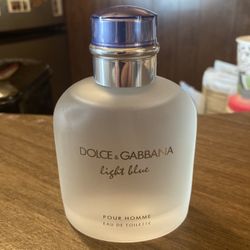 DOLCE & GABBANA
light blue
POUR HOMME
EAU DE TOILETTE